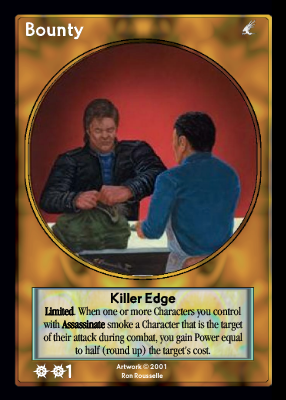 Bounty
Killer Edge
Limited. When one or more Characters you control
with Assassinate smoke a Character that is the target
of their attack during combat, you gain Power equal
to half (round up) the target's cost.
1
Artwork © 2001
Ron Rousselle